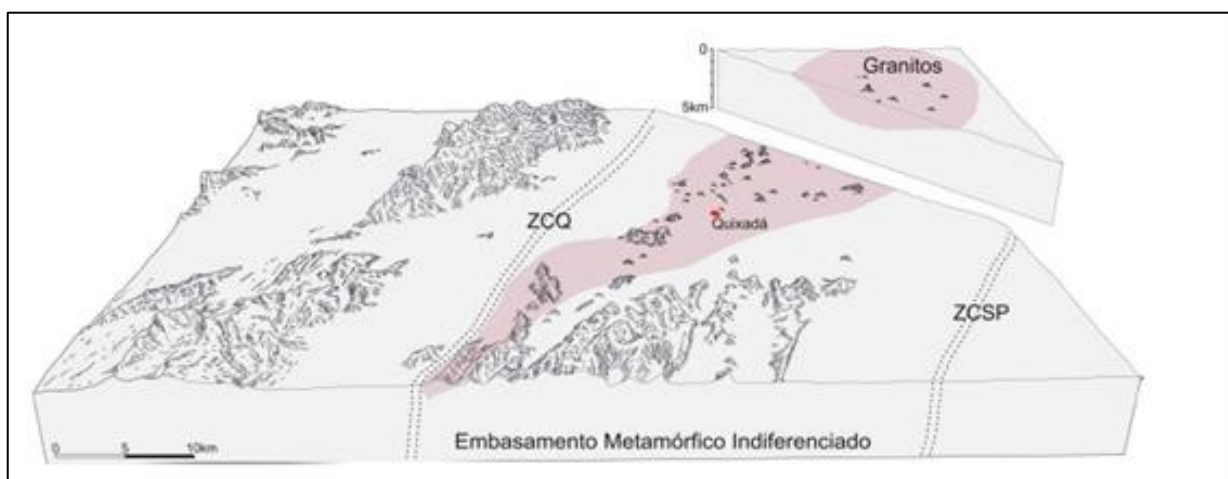 0
Granitos
5km
ZCQ
Quixadá
ZCSP
0 5 10km
Embasamento Metamórfico Indiferenciado